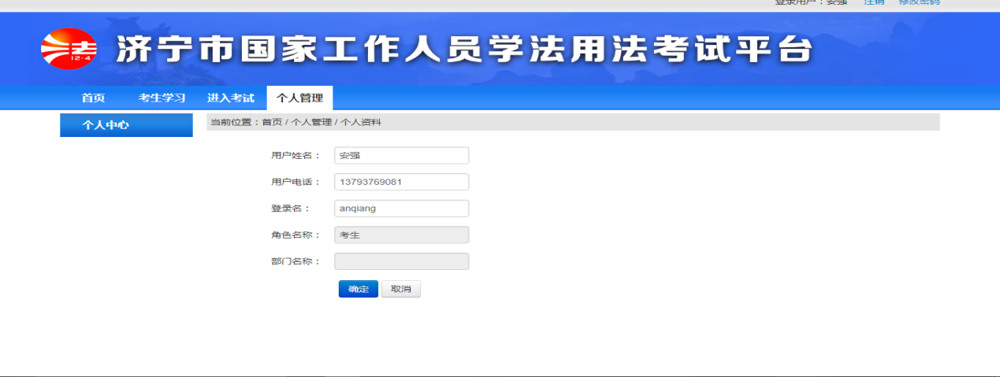 登录用户：安强 注销 修改密码
法
12·4
济宁市国家工作人员学法用法考试平台
首页 考生学习 进入考试 个人管理
个人中心
当前位置：首页 / 个人管理 / 个人资料
用户姓名： 安强
用户电话： 13793769081
登录名： anqiang
角色名称： 考生
部门名称：
确定 取消